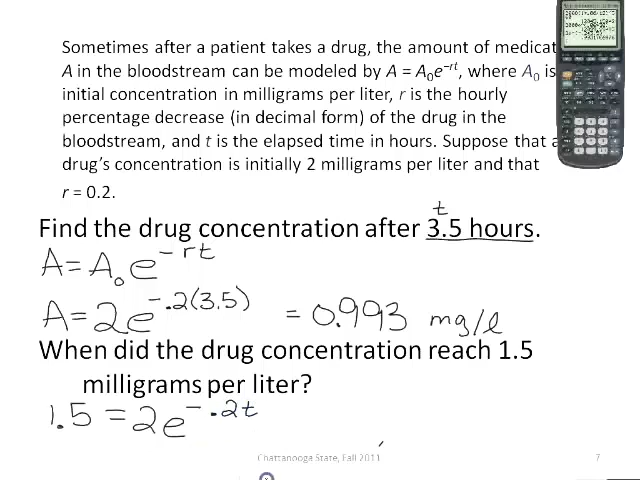 Sometimes after a patient takes a drug, the amount of medicat
A in the bloodstream can be modeled by A = A₀e⁻ʳᵗ, where A₀ is
initial concentration in milligrams per liter, r is the hourly
percentage decrease (in decimal form) of the drug in the
bloodstream, and t is the elapsed time in hours. Suppose that a
drug's concentration is initially 2 milligrams per liter and that
r = 0.2.
t
Find the drug concentration after 3.5 hours.
A = A₀e^-rt
A = 2e^-.2(3.5) = 0.993 mg/l
When did the drug concentration reach 1.5
milligrams per liter?
1.5 = 2e^-.2t
Chattanooga State, Fall 2011 7